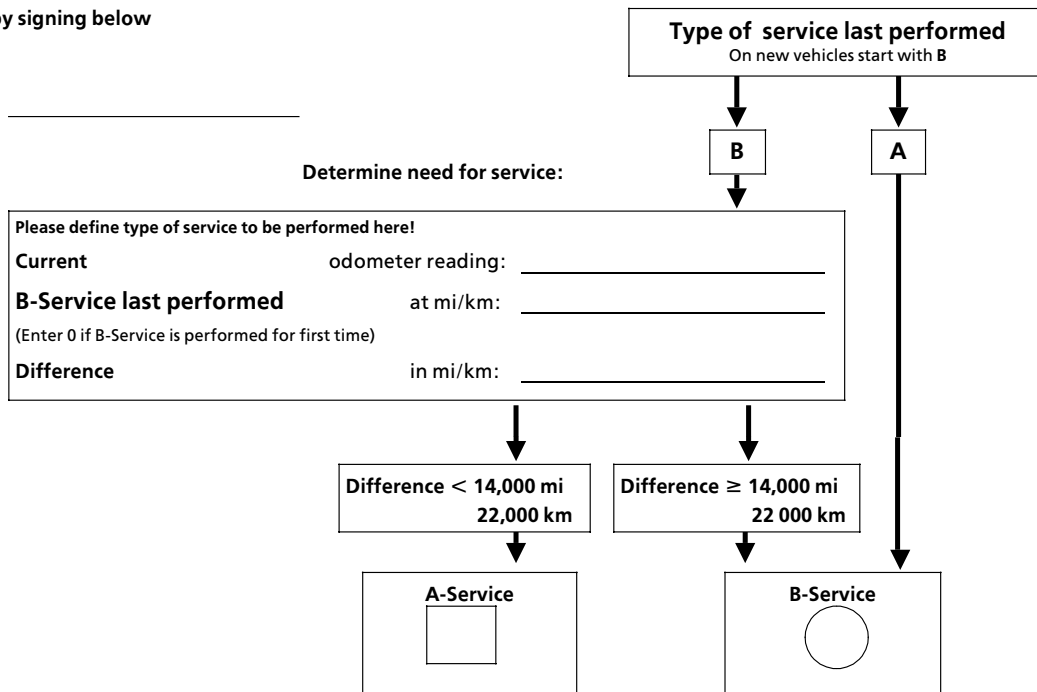 by signing below
Type of service last performed
On new vehicles start with B
B
A
Determine need for service:
Please define type of service to be performed here!
Current odometer reading:
B-Service last performed at mi/km:
(Enter 0 if B-Service is performed for first time)
Difference in mi/km:
Difference < 14,000 mi
22,000 km
Difference ≥ 14,000 mi
22 000 km
A-Service
B-Service